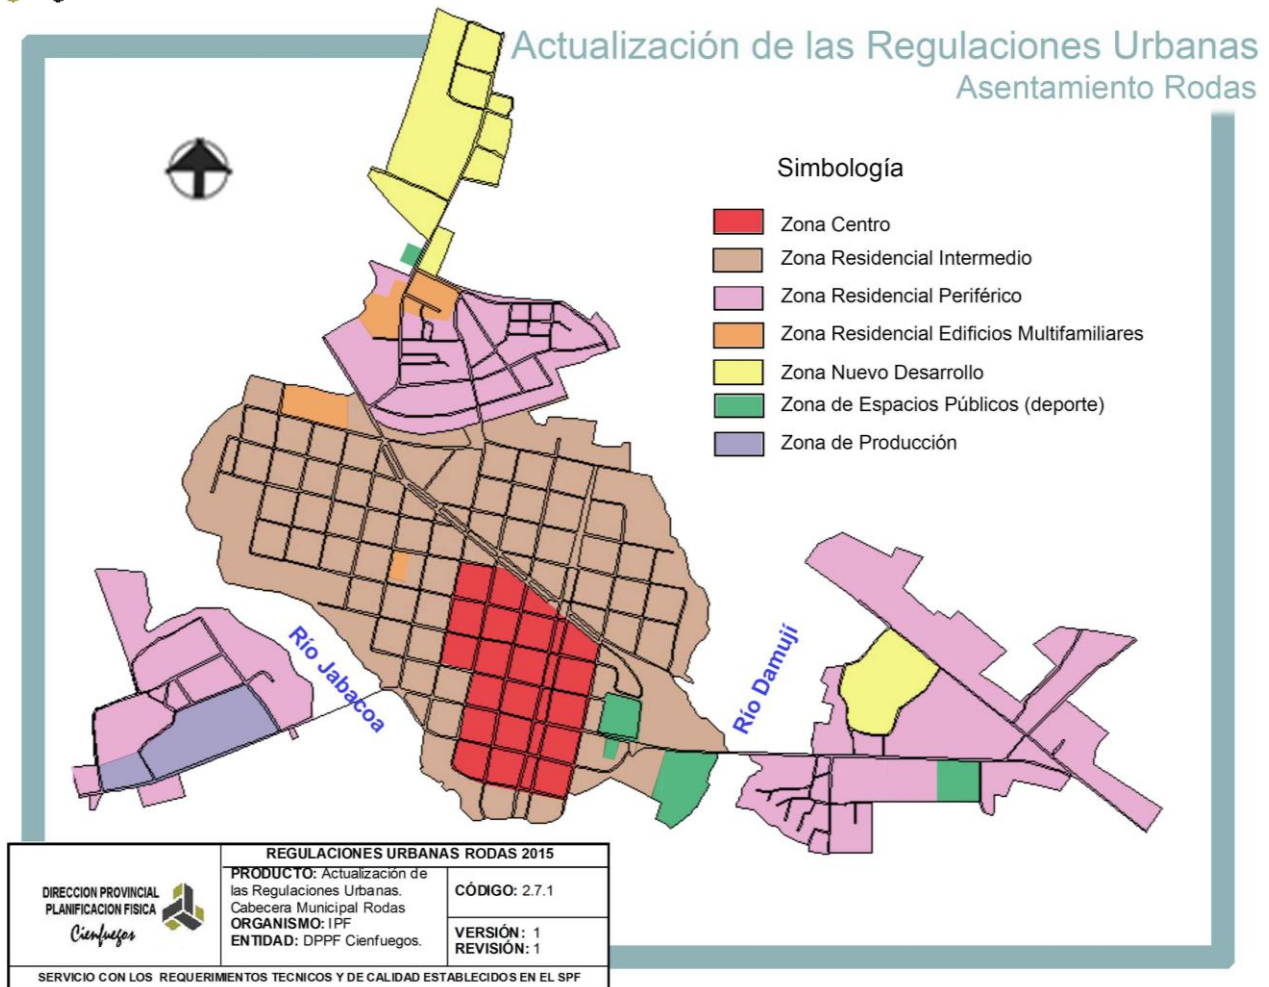 Actualización de las Regulaciones Urbanas
Asentamiento Rodas
Simbología
Zona Centro
Zona Residencial Intermedio
Zona Residencial Periférico
Zona Residencial Edificios Multifamiliares
Zona Nuevo Desarrollo
Zona de Espacios Públicos (deporte)
Zona de Producción
Río Jabacoa
Río Damují
DIRECCION PROVINCIAL
PLANIFICACION FISICA
Cienfuegos
REGULACIONES URBANAS RODAS 2015
PRODUCTO: Actualización de
las Regulaciones Urbanas.
Cabecera Municipal Rodas
ORGANISMO: IPF
ENTIDAD: DPPF Cienfuegos.
CÓDIGO: 2.7.1
VERSIÓN: 1
REVISIÓN: 1
SERVICIO CON LOS REQUERIMIENTOS TECNICOS Y DE CALIDAD ESTABLECIDOS EN EL SPF